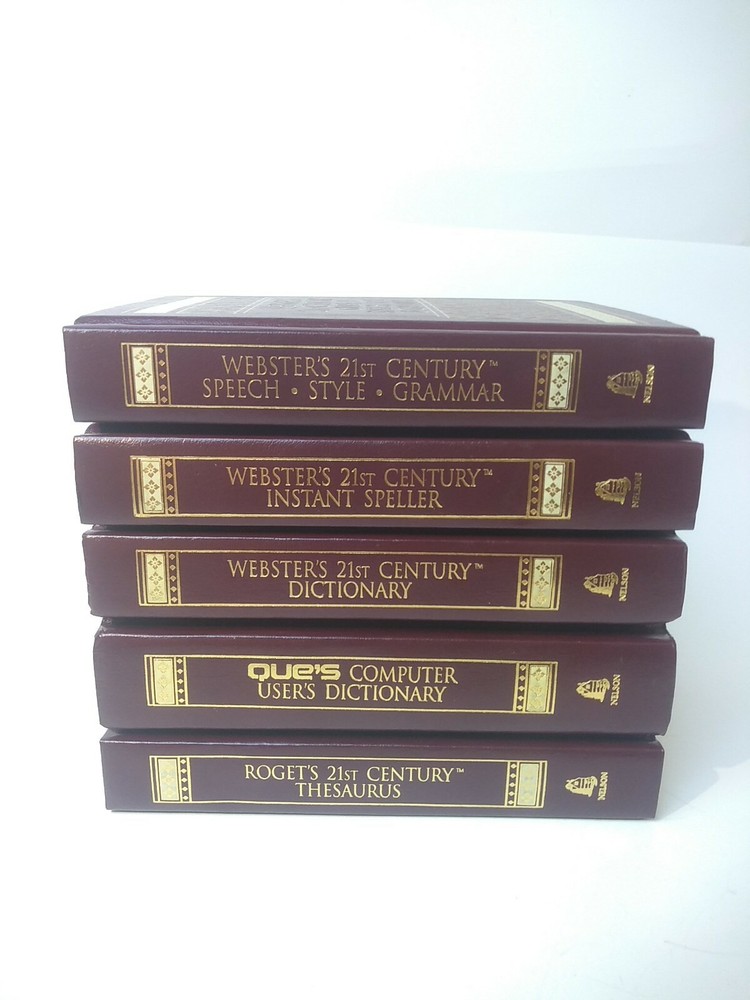 WEBSTER'S 21ST CENTURY™
SPEECH • STYLE • GRAMMAR
NELSON
WEBSTER'S 21ST CENTURY™
INSTANT SPELLER
NELSON
WEBSTER'S 21ST CENTURY™
DICTIONARY
NELSON
QUE'S COMPUTER
USER'S DICTIONARY
NELSON
ROGET'S 21ST CENTURY™
THESAURUS
NELSON